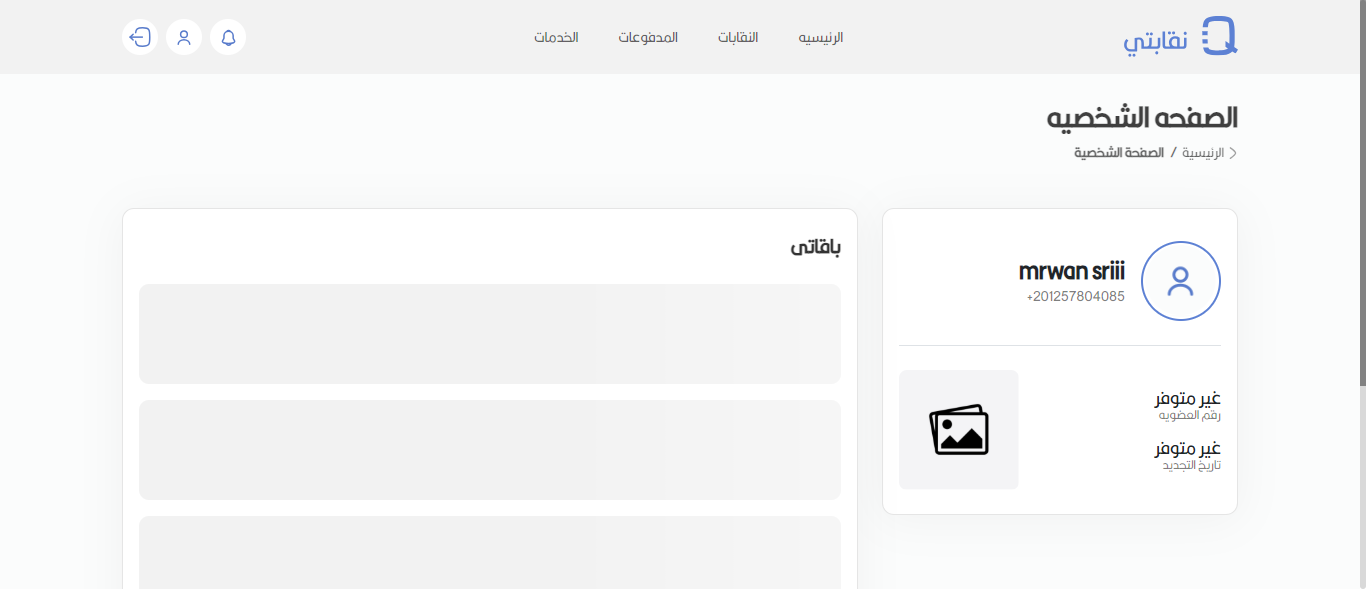 نقابتي
الرئيسيه
النقابات
المدفوعات
الخدمات
الصفحه الشخصيه
الرئيسية / الصفحة الشخصية
mrwan sriii
+201257804085
غير متوفر
رقم العضويه
غير متوفر
تاريخ التجديد
باقاتى